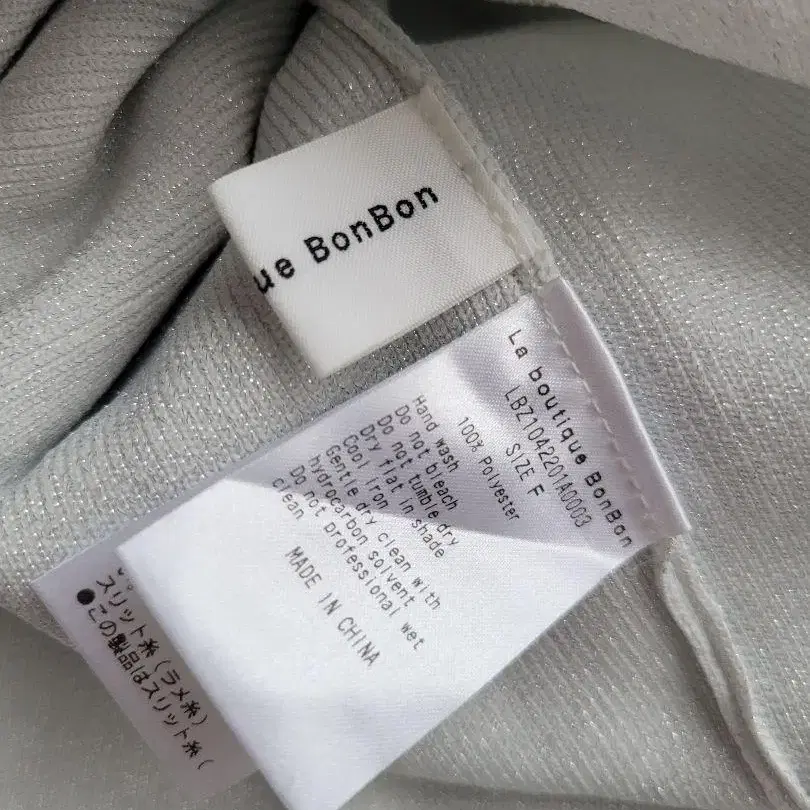 ue BonBon
La boutique BonBon
LBZ1042201A0003
SIZE F
100% Polyester
Hand wash
Do not bleach
Do not tumble dry
Dry flat in shade
Cool iron
Gentle dry clean with
hydrocarbon solvent
Do not professional wet
clean
MADE IN CHINA
スリット糸(ラメ糸)
●この製品はスリット糸(